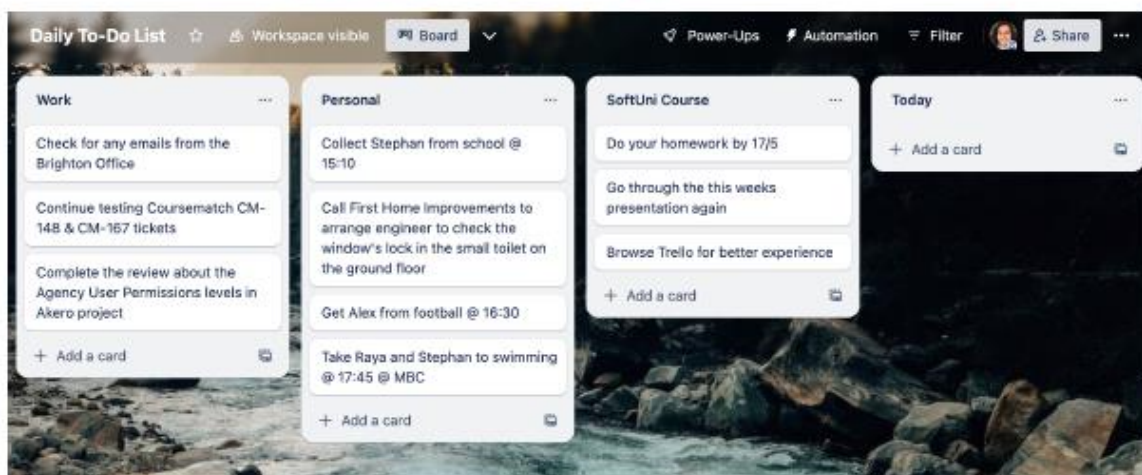 Daily To-Do List
Workspace visible
Board
Power-Ups
Automation
Filter
Share
Work
Check for any emails from the
Brighton Office
Continue testing Coursematch CM-
148 & CM-167 tickets
Complete the review about the
Agency User Permissions levels in
Akero project
+ Add a card
Personal
Collect Stephan from school @
15:10
Call First Home Improvements to
arrange engineer to check the
window's lock in the small toilet on
the ground floor
Get Alex from football @ 16:30
Take Raya and Stephan to swimming
@ 17:45 @ MBC
+ Add a card
SoftUni Course
Do your homework by 17/5
Go through the this weeks
presentation again
Browse Trello for better experience
+ Add a card
Today
+ Add a card